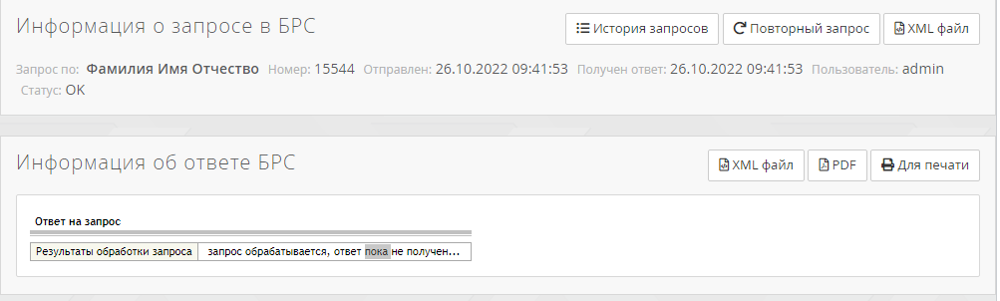 Информация о запросе в БРС
История запросов
Повторный запрос
XML файл
Запрос по: Фамилия Имя Отчество Номер: 15544 Отправлен: 26.10.2022 09:41:53 Получен ответ: 26.10.2022 09:41:53 Пользователь: admin
Статус: OK
Информация об ответе БРС
XML файл
PDF
Для печати
Ответ на запрос
Результаты обработки запроса запрос обрабатывается, ответ пока не получен...